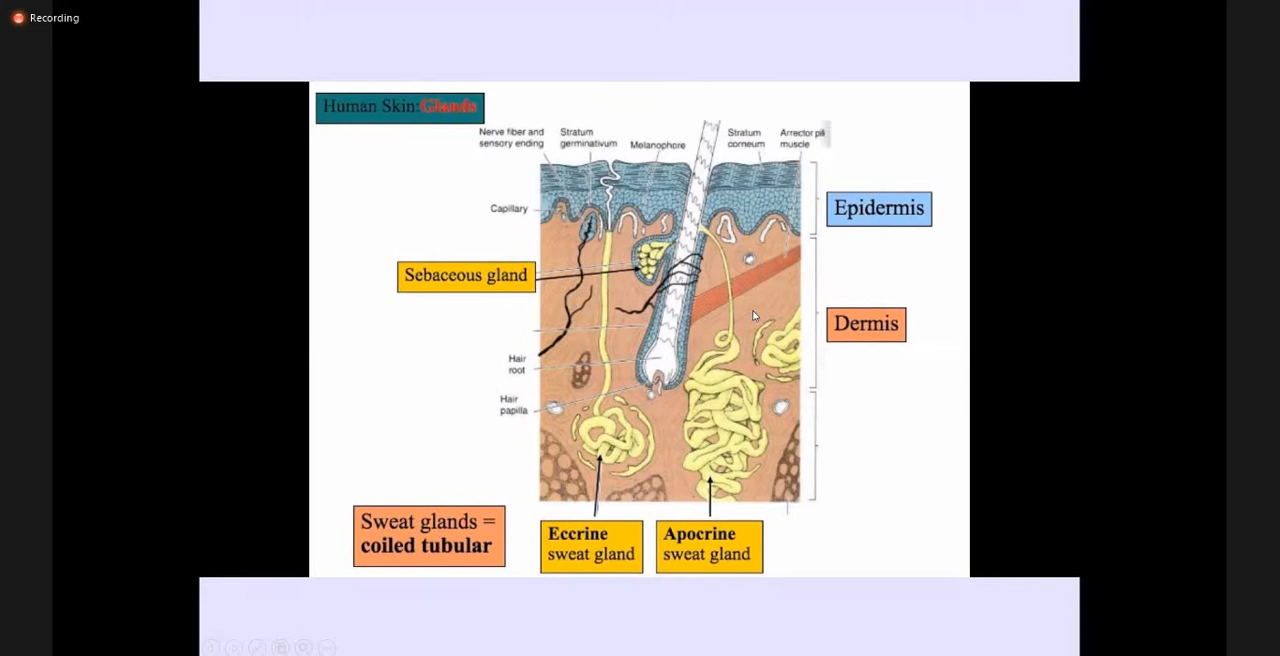 Recording
Human Skin:Glands
Nerve fiber and
sensory ending
Stratum
germinativum
Melanophore
Stratum
corneum
Arrector pili
muscle
Capillary
Epidermis
Sebaceous gland
Dermis
Hair
root
Hair
papilla
Sweat glands =
coiled tubular
Eccrine
sweat gland
Apocrine
sweat gland